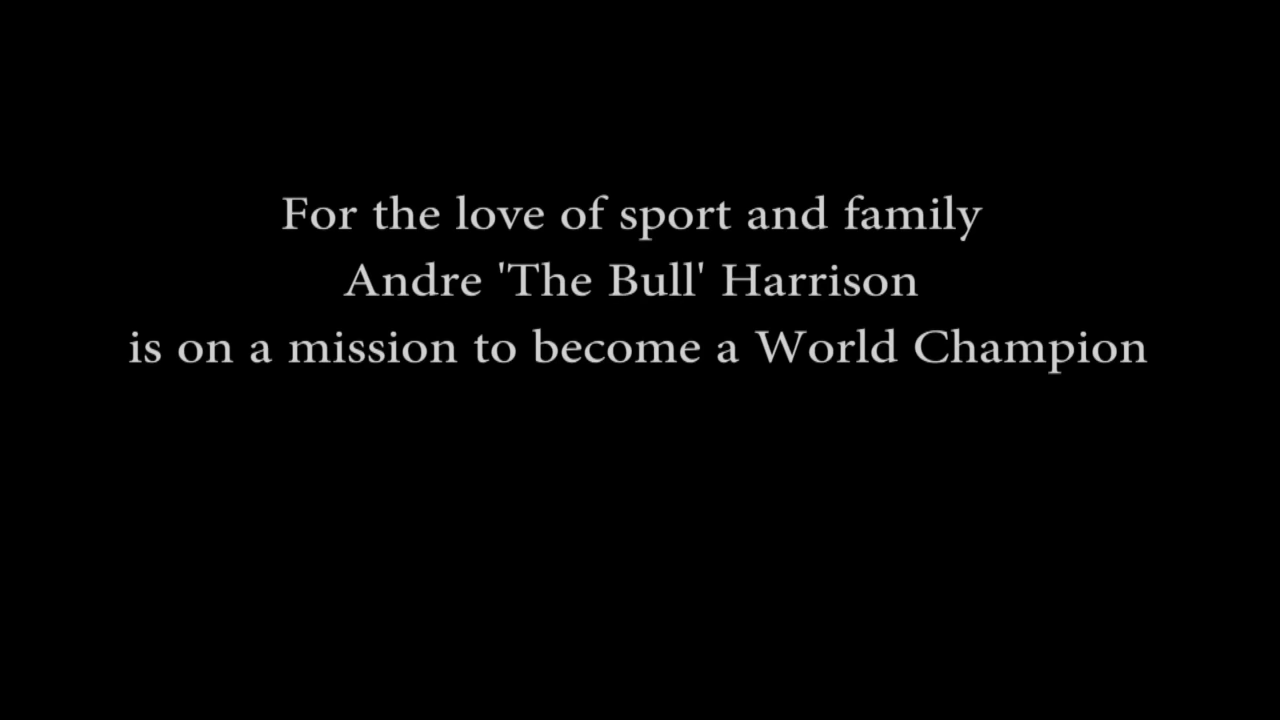 For the love of sport and family
Andre 'The Bull' Harrison
is on a mission to become a World Champion